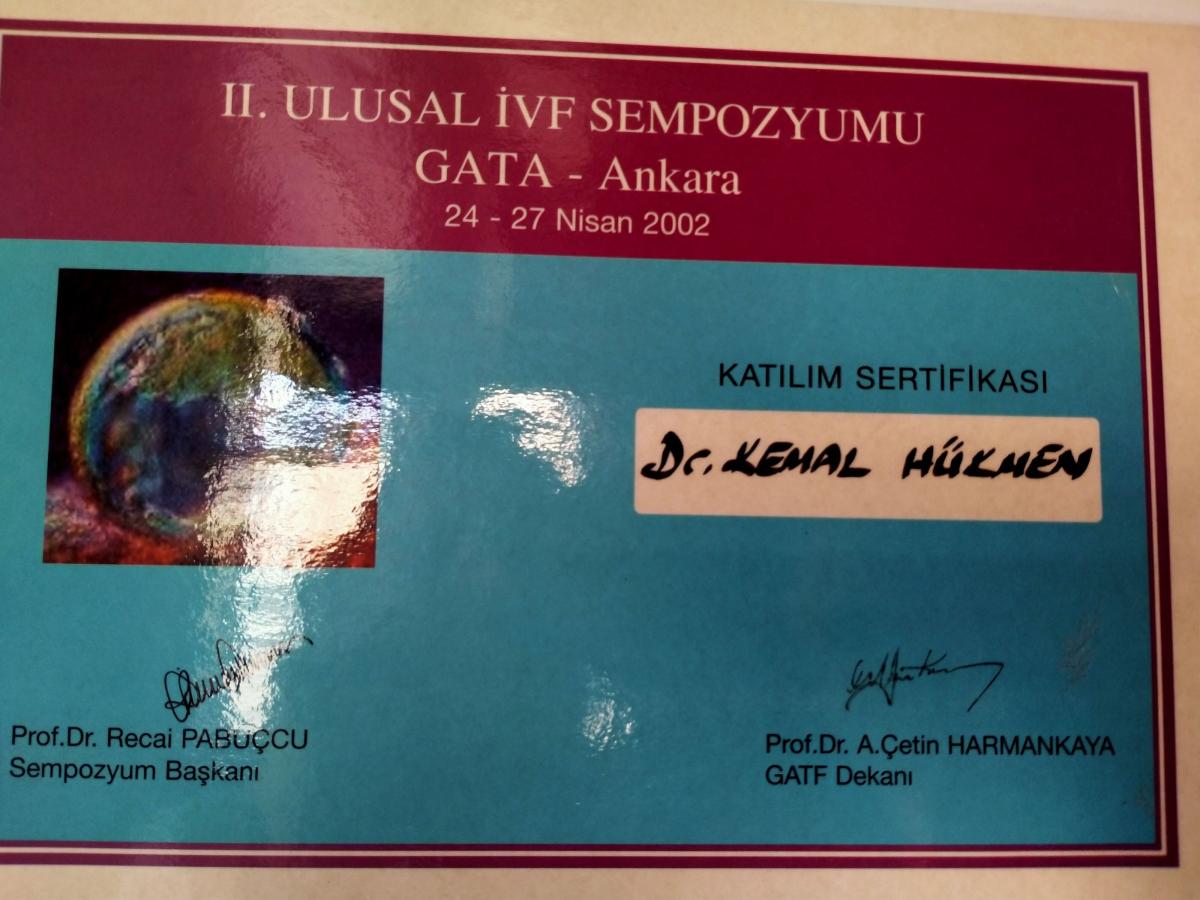 II. ULUSAL İVF SEMPOZYUMU
GATA - Ankara
24 - 27 Nisan 2002
KATILIM SERTİFİKASI
Dr. KEMAL HÜKMEN
Prof.Dr. Recai PABUÇCU
Sempozyum Başkanı
Prof.Dr. A.Çetin HARMANKAYA
GATF Dekanı